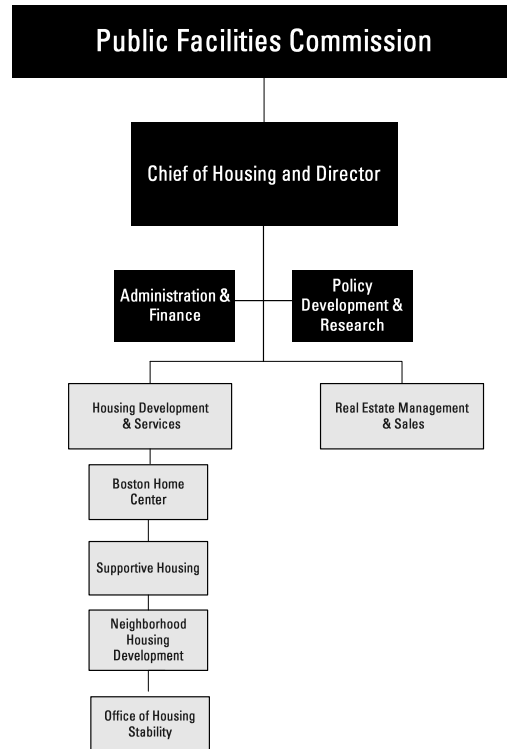 Public Facilities Commission
Chief of Housing and Director
Administration &
Finance
Policy
Development &
Research
Housing Development
& Services
Real Estate Management
& Sales
Boston Home
Center
Supportive Housing
Neighborhood
Housing
Development
Office of Housing
Stability